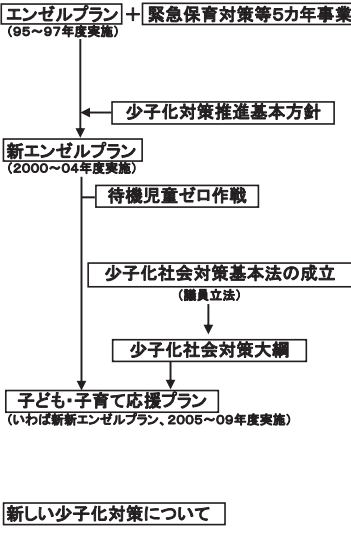 エンゼルプラン＋緊急保育対策等5カ年事業
（95～97年度実施）
少子化対策推進基本方針
新エンゼルプラン
（2000～04年度実施）
待機児童ゼロ作戦
少子化社会対策基本法の成立
（議員立法）
少子化社会対策大綱
子ども・子育て応援プラン
（いわば新新エンゼルプラン、2005～09年度実施）
新しい少子化対策について